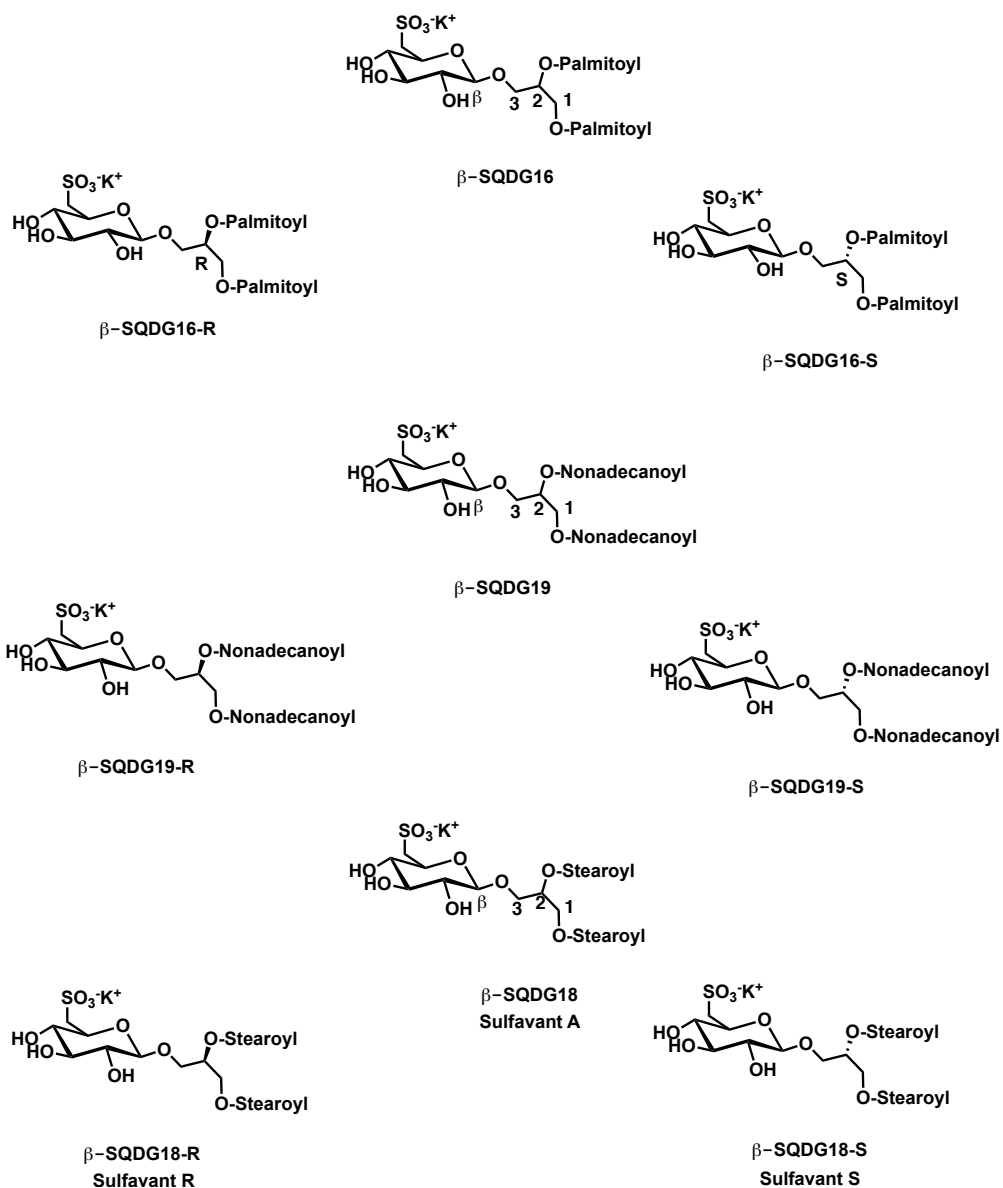 SO₃⁻K⁺
O
HO
HO
OH
β
O
O-Palmitoyl
3
2
1
O-Palmitoyl
β−SQDG16
SO₃⁻K⁺
O
HO
HO
OH
O
O-Palmitoyl
R
O-Palmitoyl
β−SQDG16-R
SO₃⁻K⁺
O
HO
HO
OH
O
O-Palmitoyl
S
O-Palmitoyl
β−SQDG16-S
SO₃⁻K⁺
O
HO
HO
OH
β
O
O-Nonadecanoyl
3
2
1
O-Nonadecanoyl
β−SQDG19
SO₃⁻K⁺
O
HO
HO
OH
O
O-Nonadecanoyl
O-Nonadecanoyl
β−SQDG19-R
SO₃⁻K⁺
O
HO
HO
OH
O
O-Nonadecanoyl
O-Nonadecanoyl
β−SQDG19-S
SO₃⁻K⁺
O
HO
HO
OH
β
O
O-Stearoyl
3
2
1
O-Stearoyl
β−SQDG18
Sulfavant A
SO₃⁻K⁺
O
HO
HO
OH
O
O-Stearoyl
O-Stearoyl
β−SQDG18-R
Sulfavant R
SO₃⁻K⁺
O
HO
HO
OH
O
O-Stearoyl
O-Stearoyl
β−SQDG18-S
Sulfavant S